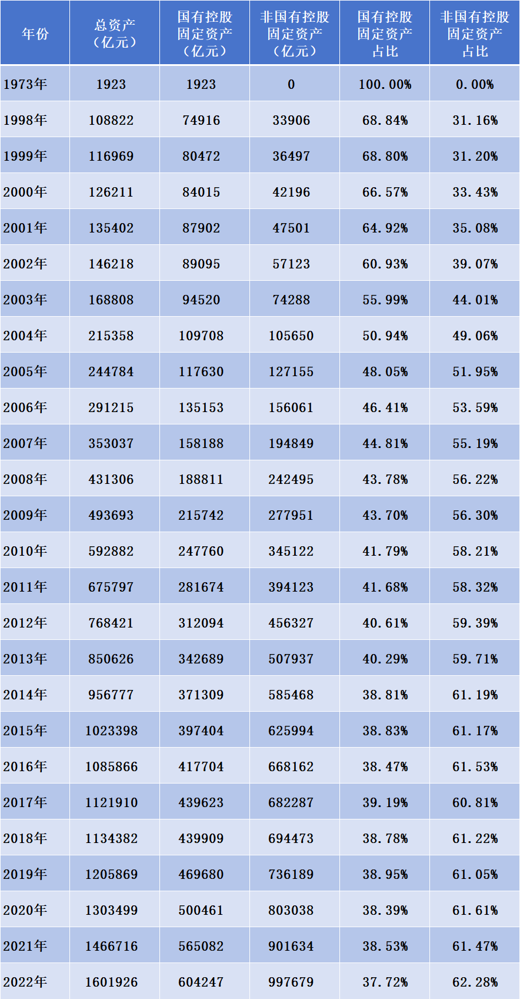 年份 总资产（亿元） 国有控股固定资产（亿元） 非国有控股固定资产（亿元） 国有控股固定资产占比 非国有控股固定资产占比
1973年 1923 1923 0 100.00% 0.00%
1998年 108822 74916 33906 68.84% 31.16%
1999年 116969 80472 36497 68.80% 31.20%
2000年 126211 84015 42196 66.57% 33.43%
2001年 135402 87902 47501 64.92% 35.08%
2002年 146218 89095 57123 60.93% 39.07%
2003年 168808 94520 74288 55.99% 44.01%
2004年 215358 109708 105650 50.94% 49.06%
2005年 244784 117630 127155 48.05% 51.95%
2006年 291215 135153 156061 46.41% 53.59%
2007年 353037 158188 194849 44.81% 55.19%
2008年 431306 188811 242495 43.78% 56.22%
2009年 493693 215742 277951 43.70% 56.30%
2010年 592882 247760 345122 41.79% 58.21%
2011年 675797 281674 394123 41.68% 58.32%
2012年 768421 312094 456327 40.61% 59.39%
2013年 850626 342689 507937 40.29% 59.71%
2014年 956777 371309 585468 38.81% 61.19%
2015年 1023398 397404 625994 38.83% 61.17%
2016年 1085866 417704 668162 38.47% 61.53%
2017年 1121910 439623 682287 39.19% 60.81%
2018年 1134382 439909 694473 38.78% 61.22%
2019年 1205869 469680 736189 38.95% 61.05%
2020年 1303499 500461 803038 38.39% 61.61%
2021年 1466716 565082 901634 38.53% 61.47%
2022年 1601926 604247 997679 37.72% 62.28%